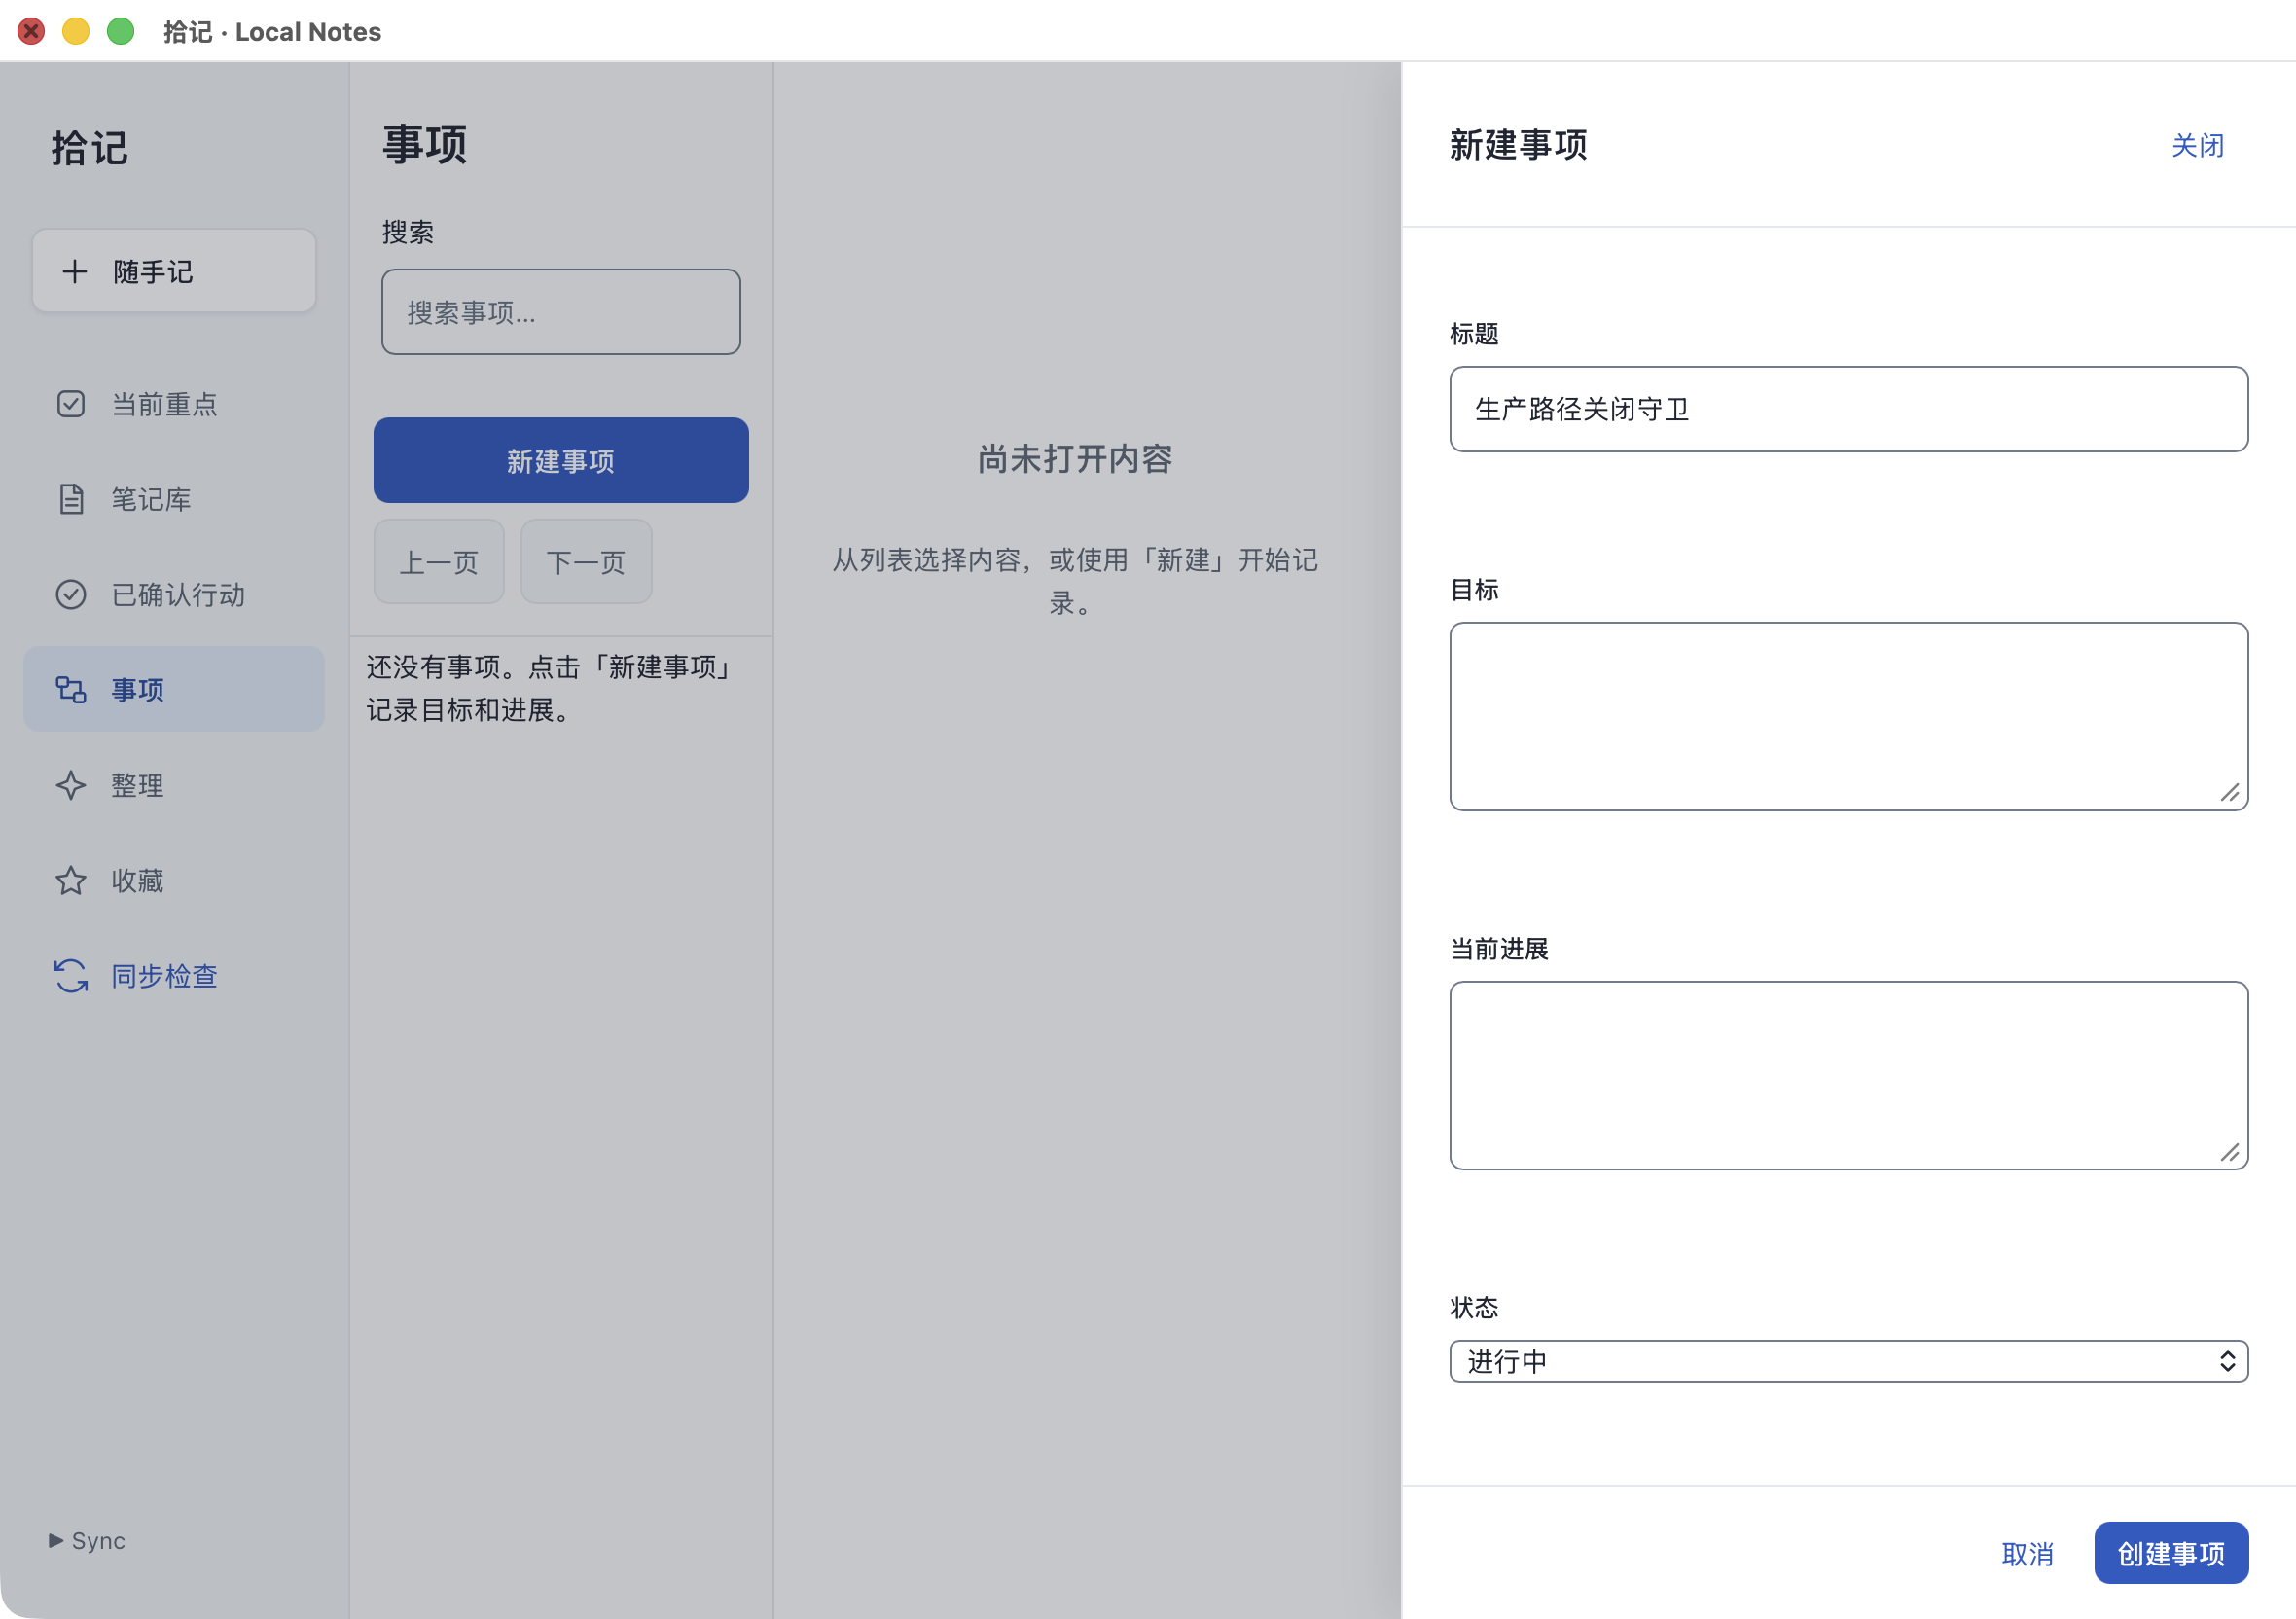 拾记 · Local Notes
拾记
随手记
当前重点
笔记库
已确认行动
事项
整理
收藏
同步检查
Sync
事项
搜索
搜索事项...
新建事项
上一页
下一页
还没有事项。点击「新建事项」
记录目标和进展。
尚未打开内容
从列表选择内容，或使用「新建」开始记
录。
新建事项
关闭
标题
生产路径关闭守卫
目标
当前进展
状态
进行中
取消
创建事项